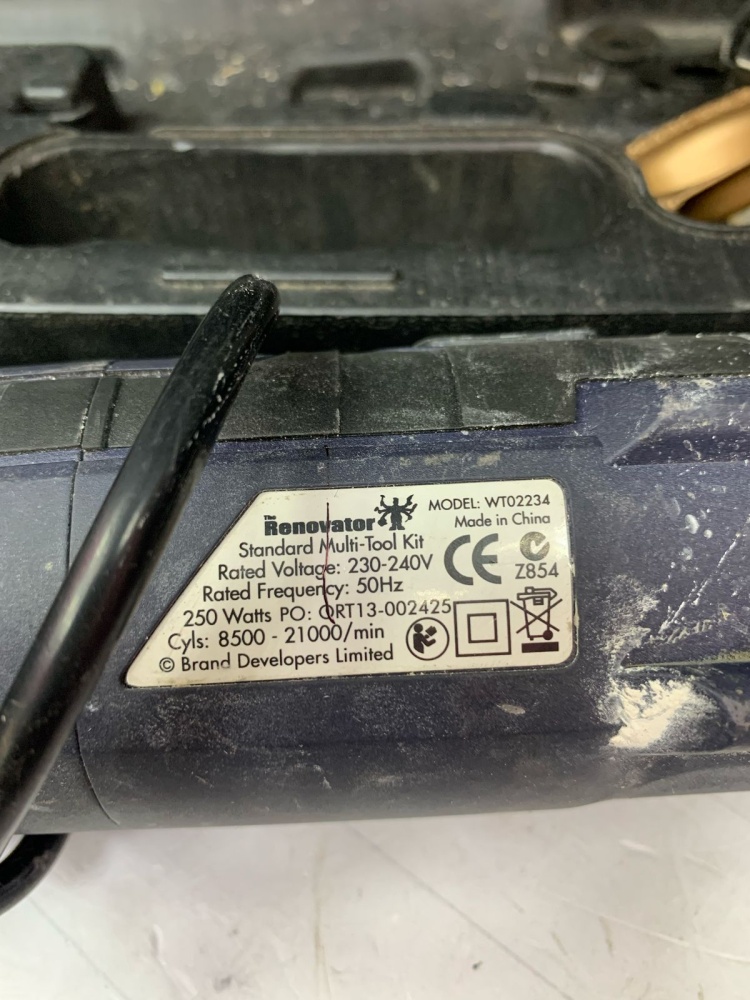 The Renovator
MODEL: WT02234
Made in China
Standard Multi-Tool Kit
Rated Voltage: 230-240V
CE
Z854
Rated Frequency: 50Hz
250 Watts PO: QRT13-002425
Cyls: 8500 - 21000/min
© Brand Developers Limited